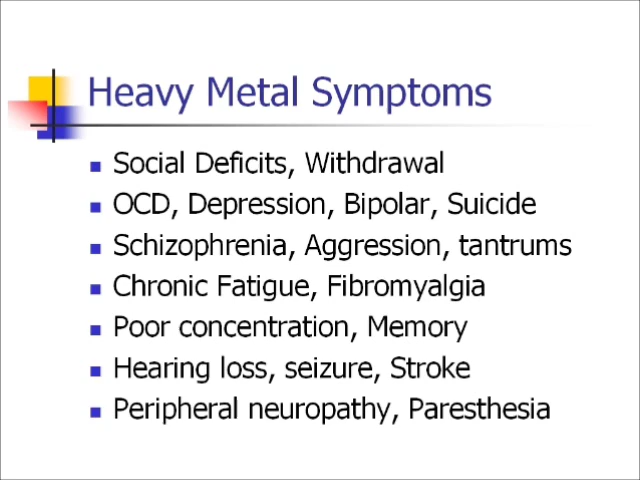 Heavy Metal Symptoms
Social Deficits, Withdrawal
OCD, Depression, Bipolar, Suicide
Schizophrenia, Aggression, tantrums
Chronic Fatigue, Fibromyalgia
Poor concentration, Memory
Hearing loss, seizure, Stroke
Peripheral neuropathy, Paresthesia